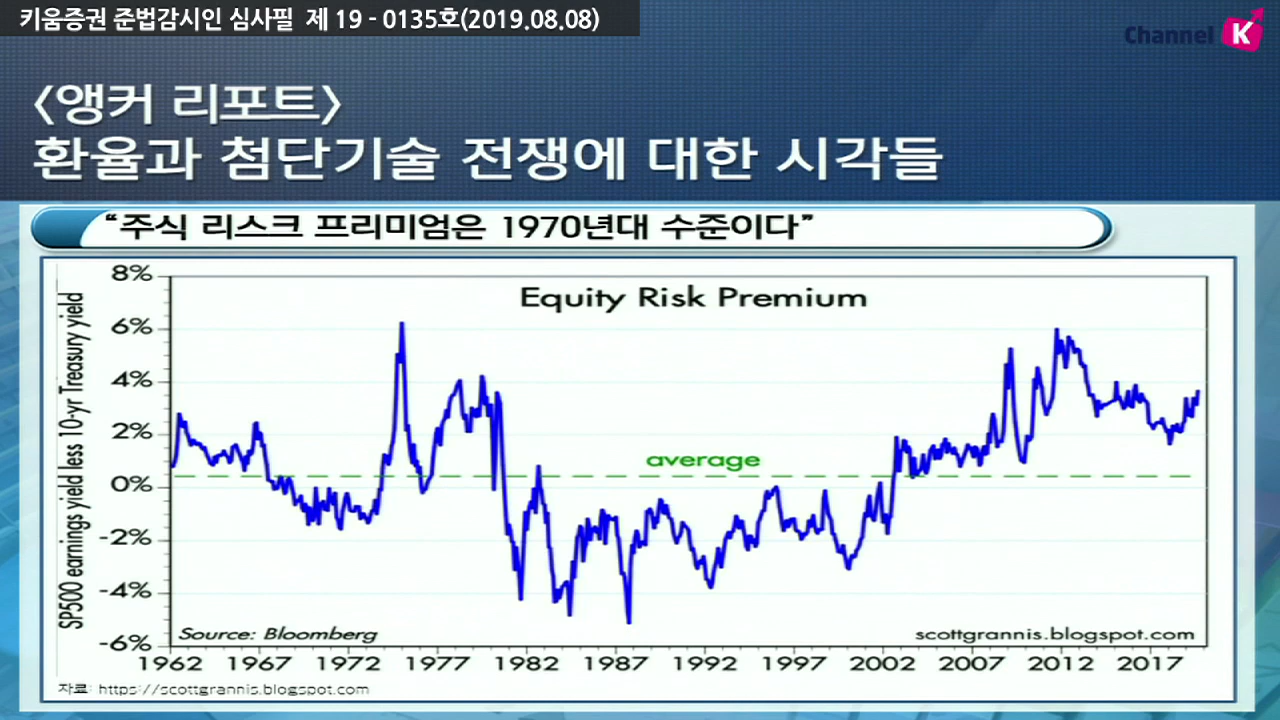 키움증권 준법감시인 심사필 제 19 - 0135호(2019.08.08)
Channel K
<앵커 리포트>
환율과 첨단기술 전쟁에 대한 시각들
“주식 리스크 프리미엄은 1970년대 수준이다”
Equity Risk Premium
SP500 earnings yield less 10-yr Treasury yield
8%
6%
4%
2%
0%
-2%
-4%
-6%
average
Source: Bloomberg
scottgrannis.blogspot.com
1962 1967 1972 1977 1982 1987 1992 1997 2002 2007 2012 2017
자료: https://scottgrannis.blogspot.com